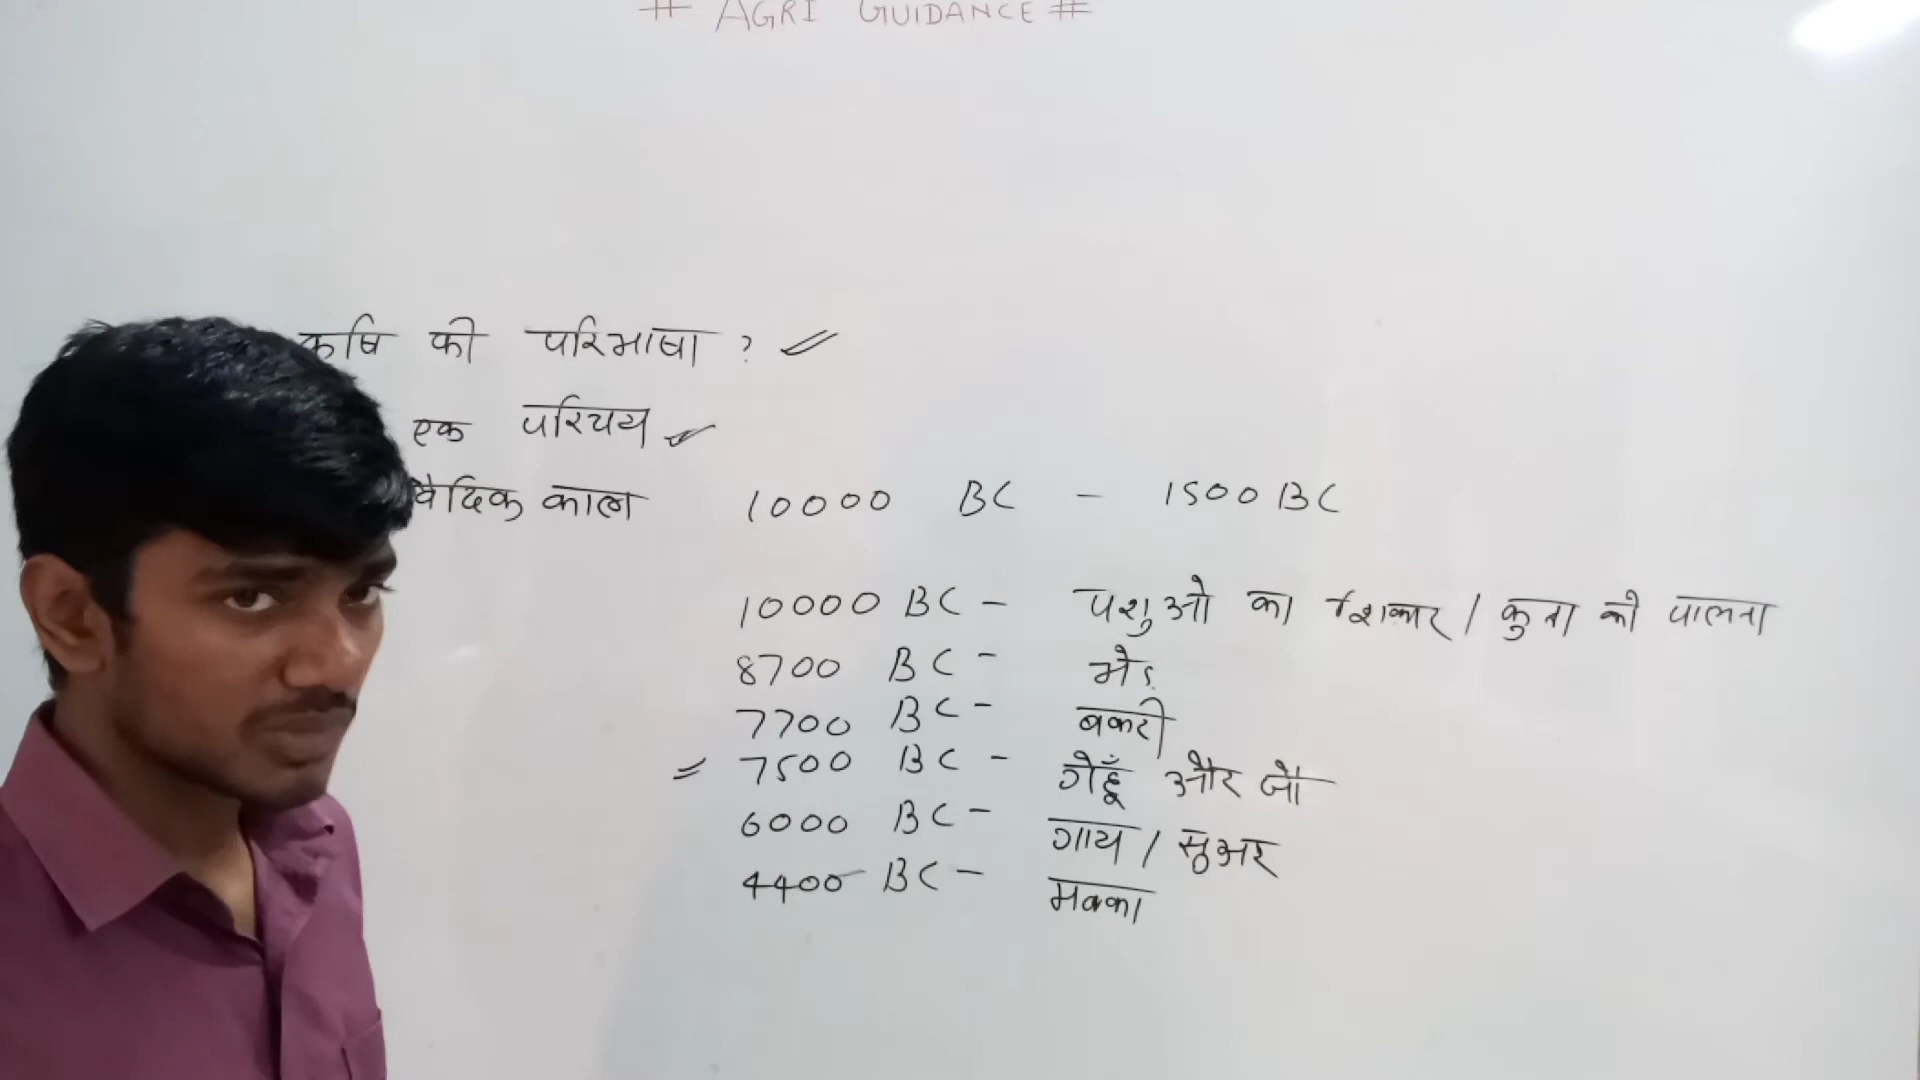 # AGRI GUIDANCE #
कृषि की परिभाषा ?
एक परिचय
वैदिक काल 10000 BC - 1500 BC
10000 BC - पशुओ का शिकार / कुत्ता को पालना
8700 BC - भेड़
7700 BC - बकरी
= 7500 BC - गेहूँ और जौ
6000 BC - गाय / सुअर
4400 BC - मक्का